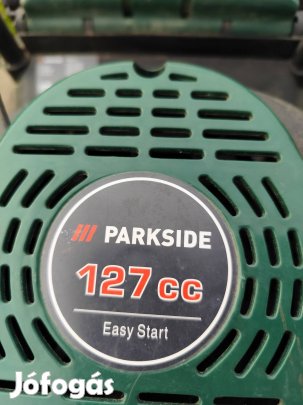 PARKSIDE
127 cc
Easy Start
Jófogás